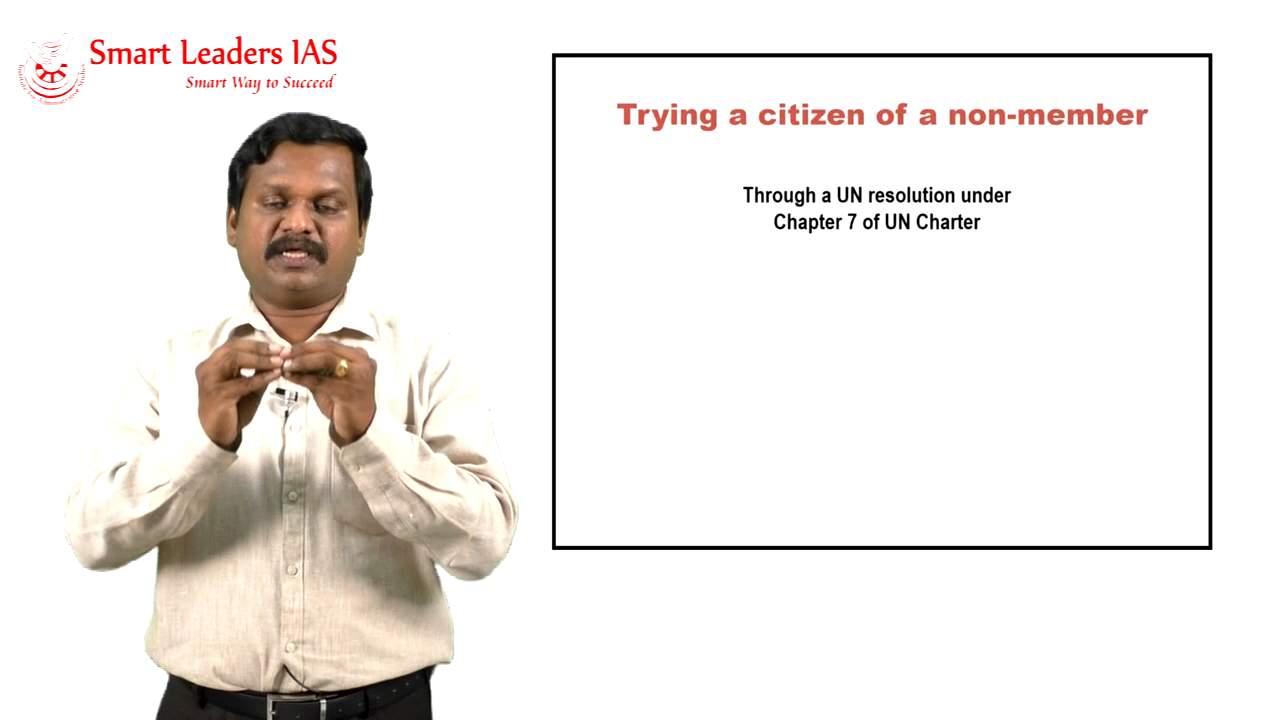 Smart Leaders IAS
Smart Way to Succeed
Trying a citizen of a non-member
Through a UN resolution under
Chapter 7 of UN Charter